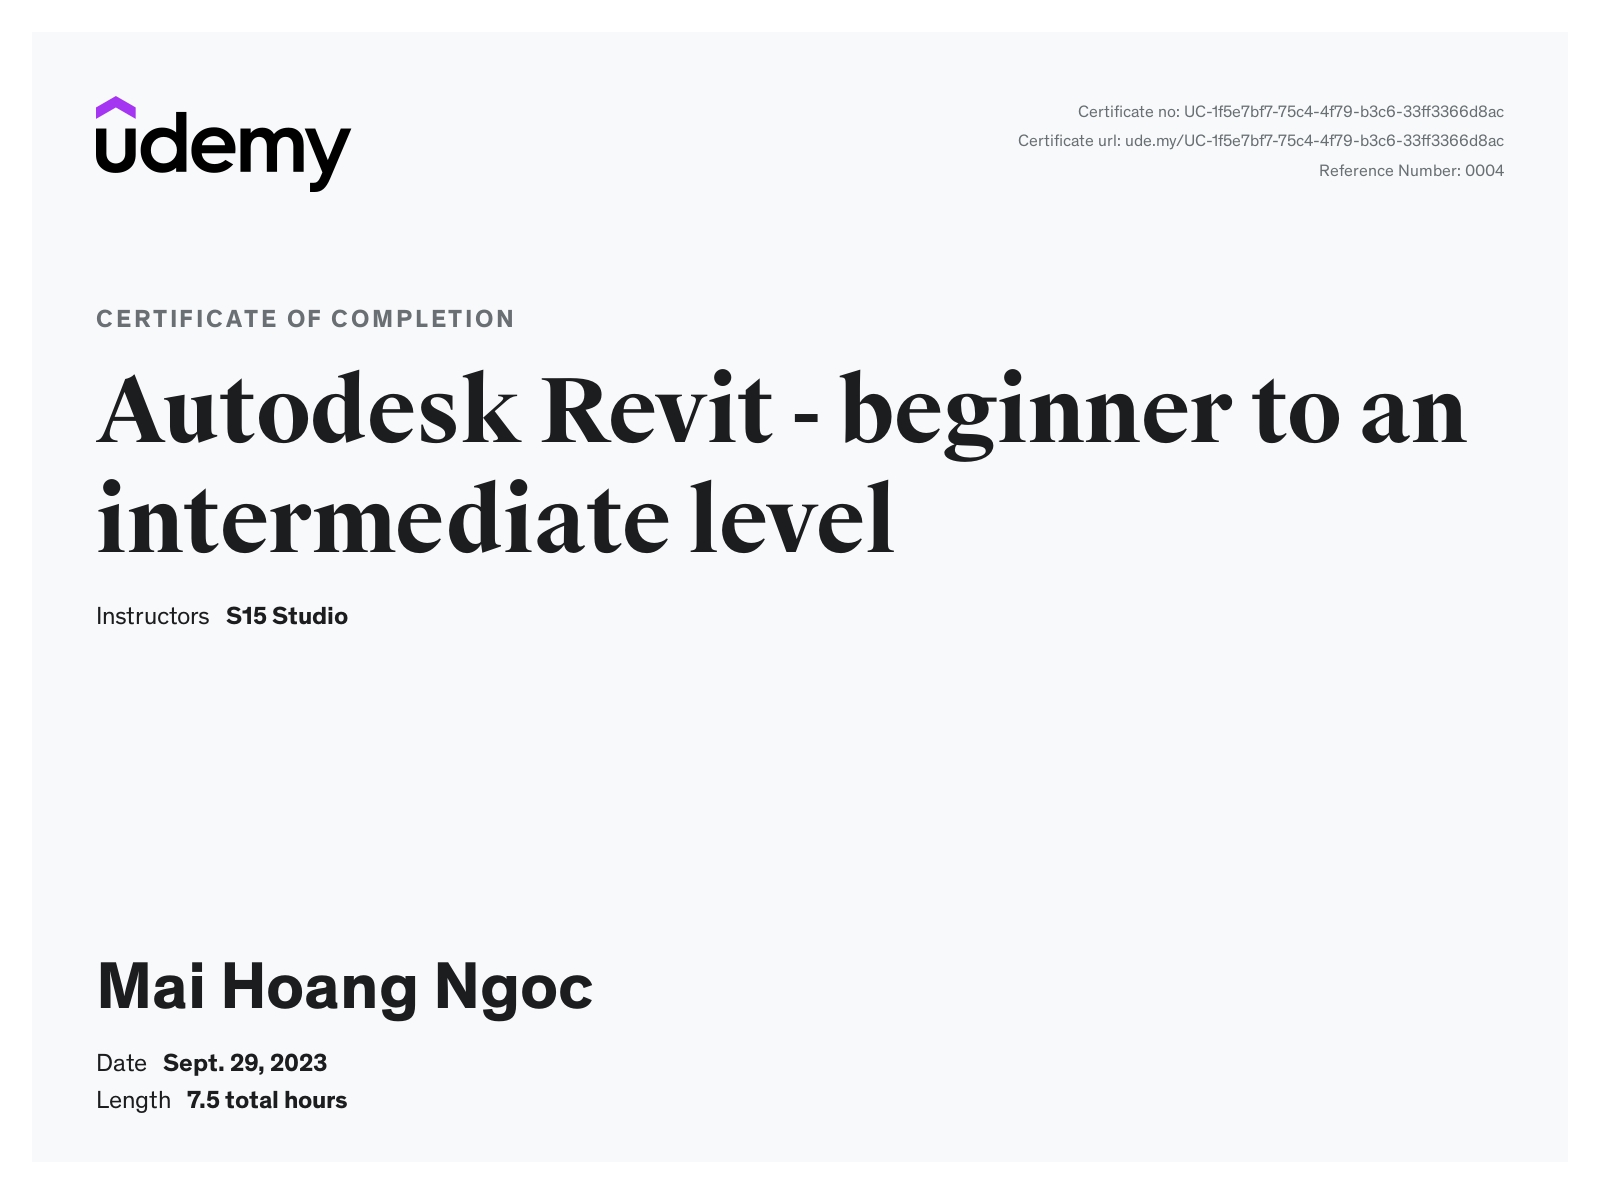 udemy
Certificate no: UC-1f5e7bf7-75c4-4f79-b3c6-33ff3366d8ac
Certificate url: ude.my/UC-1f5e7bf7-75c4-4f79-b3c6-33ff3366d8ac
Reference Number: 0004
CERTIFICATE OF COMPLETION
Autodesk Revit - beginner to an
intermediate level
Instructors S15 Studio
Mai Hoang Ngoc
Date Sept. 29, 2023
Length 7.5 total hours